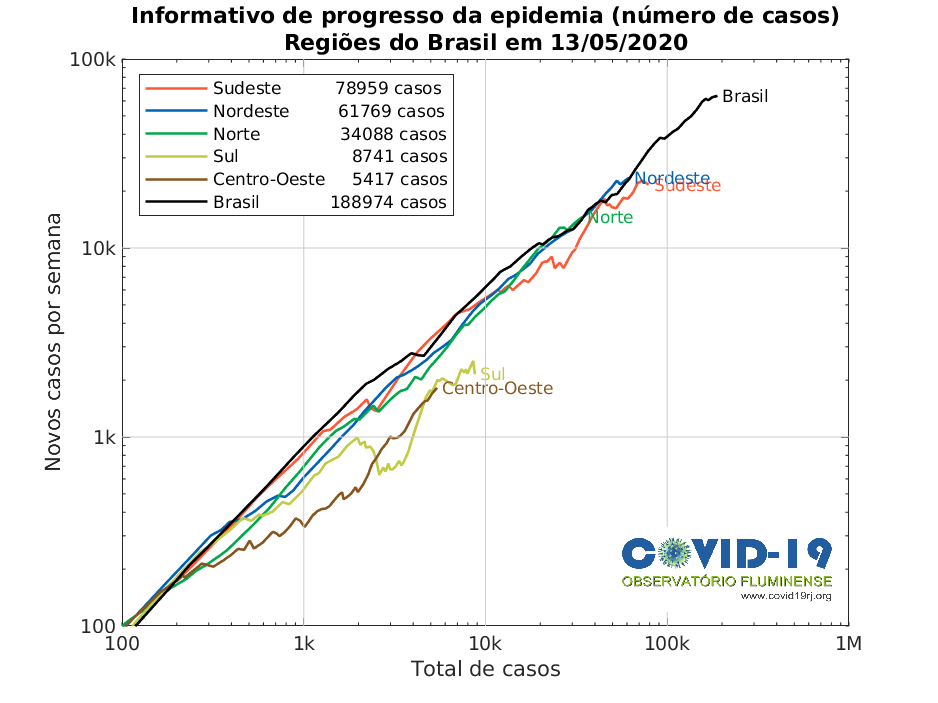 Informativo de progresso da epidemia (número de casos)
Regiões do Brasil em 13/05/2020
100k
10k
1k
100
Novos casos por semana
Sudeste 78959 casos
Nordeste 61769 casos
Norte 34088 casos
Sul 8741 casos
Centro-Oeste 5417 casos
Brasil 188974 casos
Brasil
Nordeste
Sudeste
Norte
Sul
Centro-Oeste
COVID-19
OBSERVATÓRIO FLUMINENSE
www.covid19rj.org
100 1k 10k 100k 1M
Total de casos